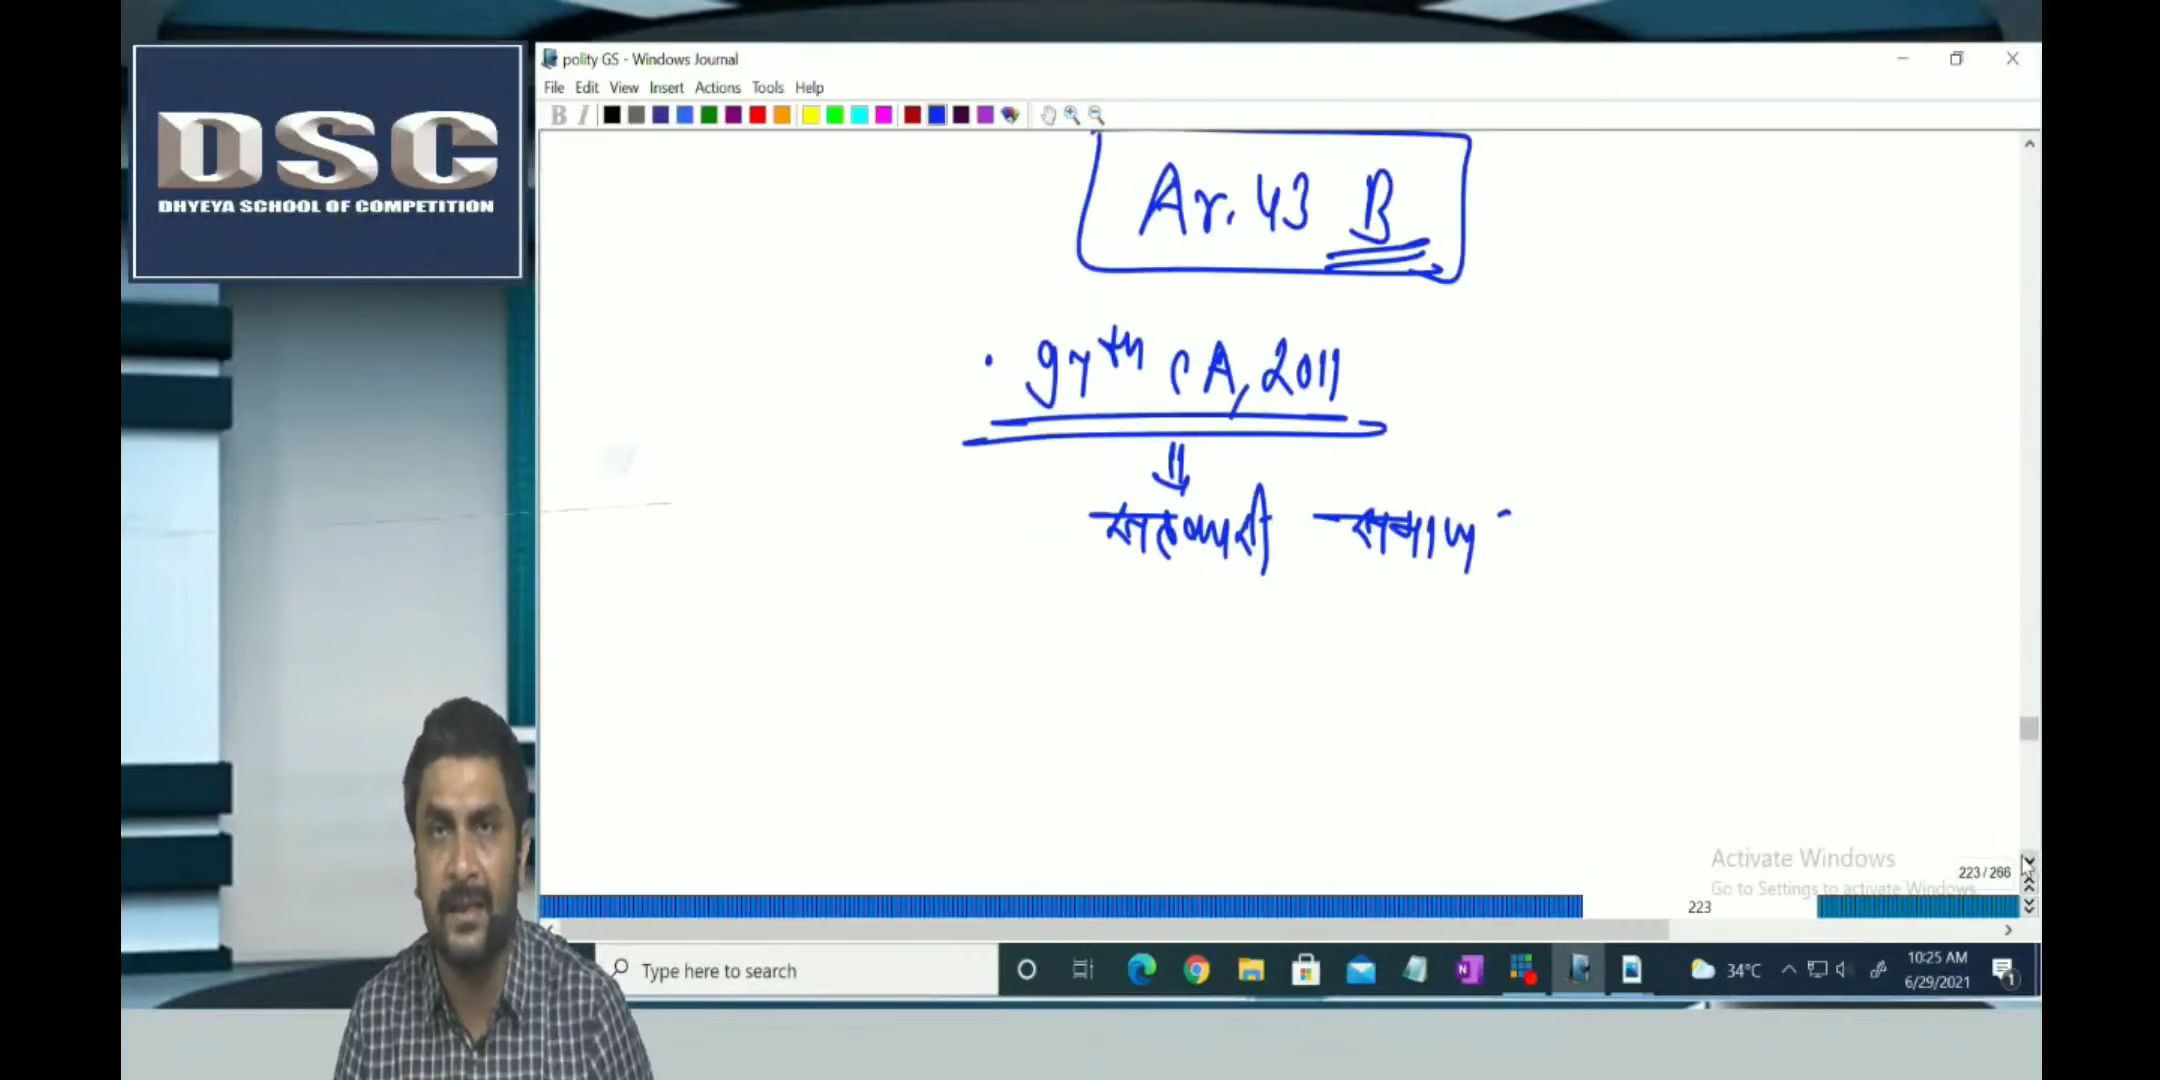 DSC
DHYEYA SCHOOL OF COMPETITION
polity GS - Windows Journal
File Edit View Insert Actions Tools Help
B I
Ar. 43 B
97th CA, 2011
सहकारी समाज
Activate Windows
Go to Settings to activate Windows.
223 / 266
223
Type here to search
34°C
10:25 AM
6/29/2021
1